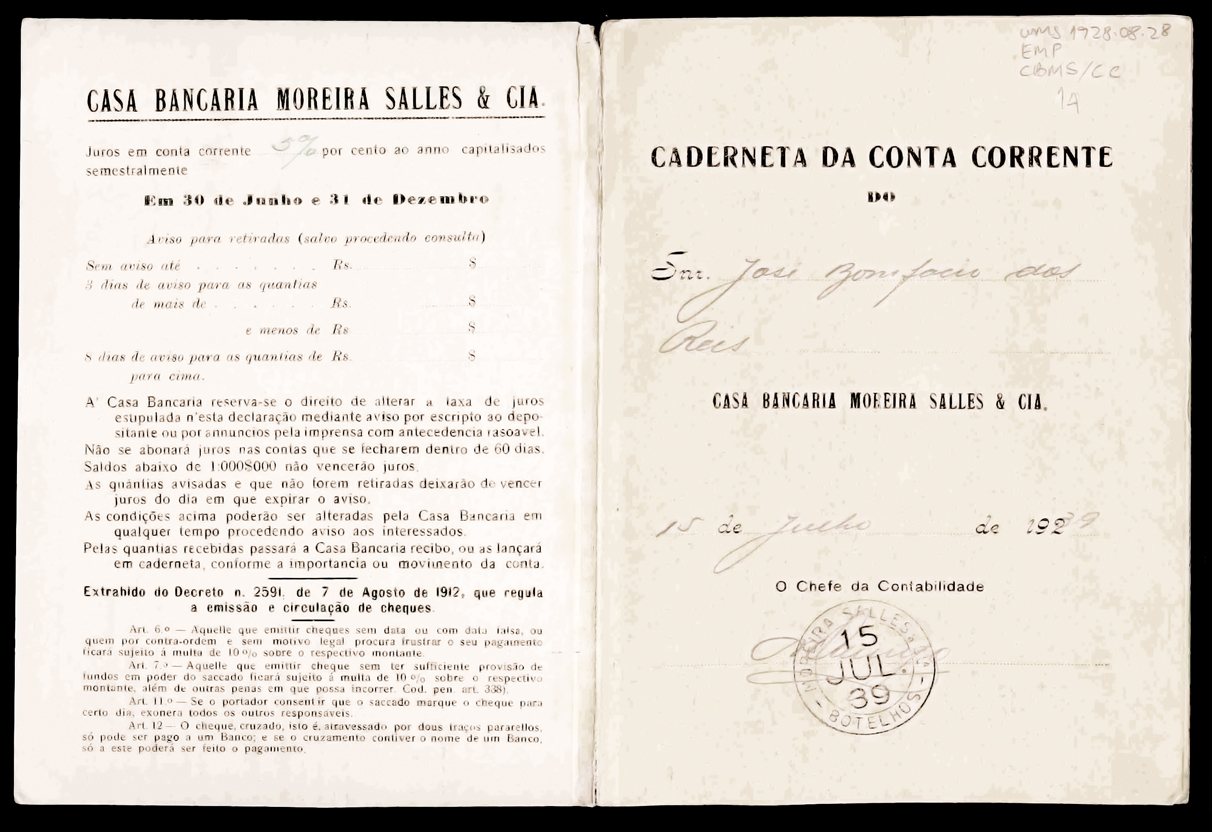 CASA BANCARIA MOREIRA SALLES & CIA.
Juros em conta corrente 5% por cento ao anno capitalisados
semestralmente
Em 30 de Junho e 31 de Dezembro
Aviso para retiradas (salvo procedendo consulta)
Sem aviso até . . . . . . . Rs. $
3 dias de aviso para as quantias
de mais de . . . . . . Rs. $
e menos de Rs $
8 dias de aviso para as quantias de Rs. $
para cima.
A' Casa Bancaria reserva-se o direito de alterar a taxa de juros
estipulada n'esta declaração mediante aviso por escripto ao depo-
sitante ou por annuncios pela imprensa com antecedencia rasoavel.
Não se abonará juros nas contas que se fecharem dentro de 60 dias.
Saldos abaixo de 1:000$000 não vencerão juros.
As quântias avisadas e que não forem retiradas deixarão de vencer
juros do dia em que expirar o aviso.
As condições acima poderão ser alteradas pela Casa Bancaria em
qualquer tempo procedendo aviso aos interessados.
Pelas quantias recebidas passará a Casa Bancaria recibo, ou as lançará
em caderneta, conforme a importancia ou movimento da conta.
Extrahido do Decreto n. 2591, de 7 de Agosto de 1912, que regula
a emissão e circulação de cheques.
Art. 6.º — Aquelle que emittir cheques sem data ou com data falsa, ou
quem por contra-ordem e sem motivo legal procura frustrar o seu pagamento
ficará sujeito á multa de 10% sobre o respectivo montante.
Art. 7.º — Aquelle que emittir cheque sem ter sufficiente provisão de
fundos em poder do saccado ficará sujeito á multa de 10% sobre o respectivo
montante, além de outras penas em que possa incorrer. Cod. pen. art. 338).
Art. 11.º — Se o portador consentir que o saccado marque o cheque para
certo dia, exonera todos os outros responsáveis.
Art. 12 — O cheque, cruzado, isto é, atravessado por dous traços pararellos,
só pode ser pago a um Banco; e se o cruzamento contiver o nome de um Banco,
só a este poderá ser feito o pagamento.
UMS 1928.08.28
EMP
CBMS/CC
14
CADERNETA DA CONTA CORRENTE
DO
Snr. José Bonifacio dos
Reis
CASA BANCARIA MOREIRA SALLES & CIA.
15 de Julho de 19239
O Chefe da Contabilidade
MOREIRA SALLES & CIA
15
JUL
39
BOTELHOS